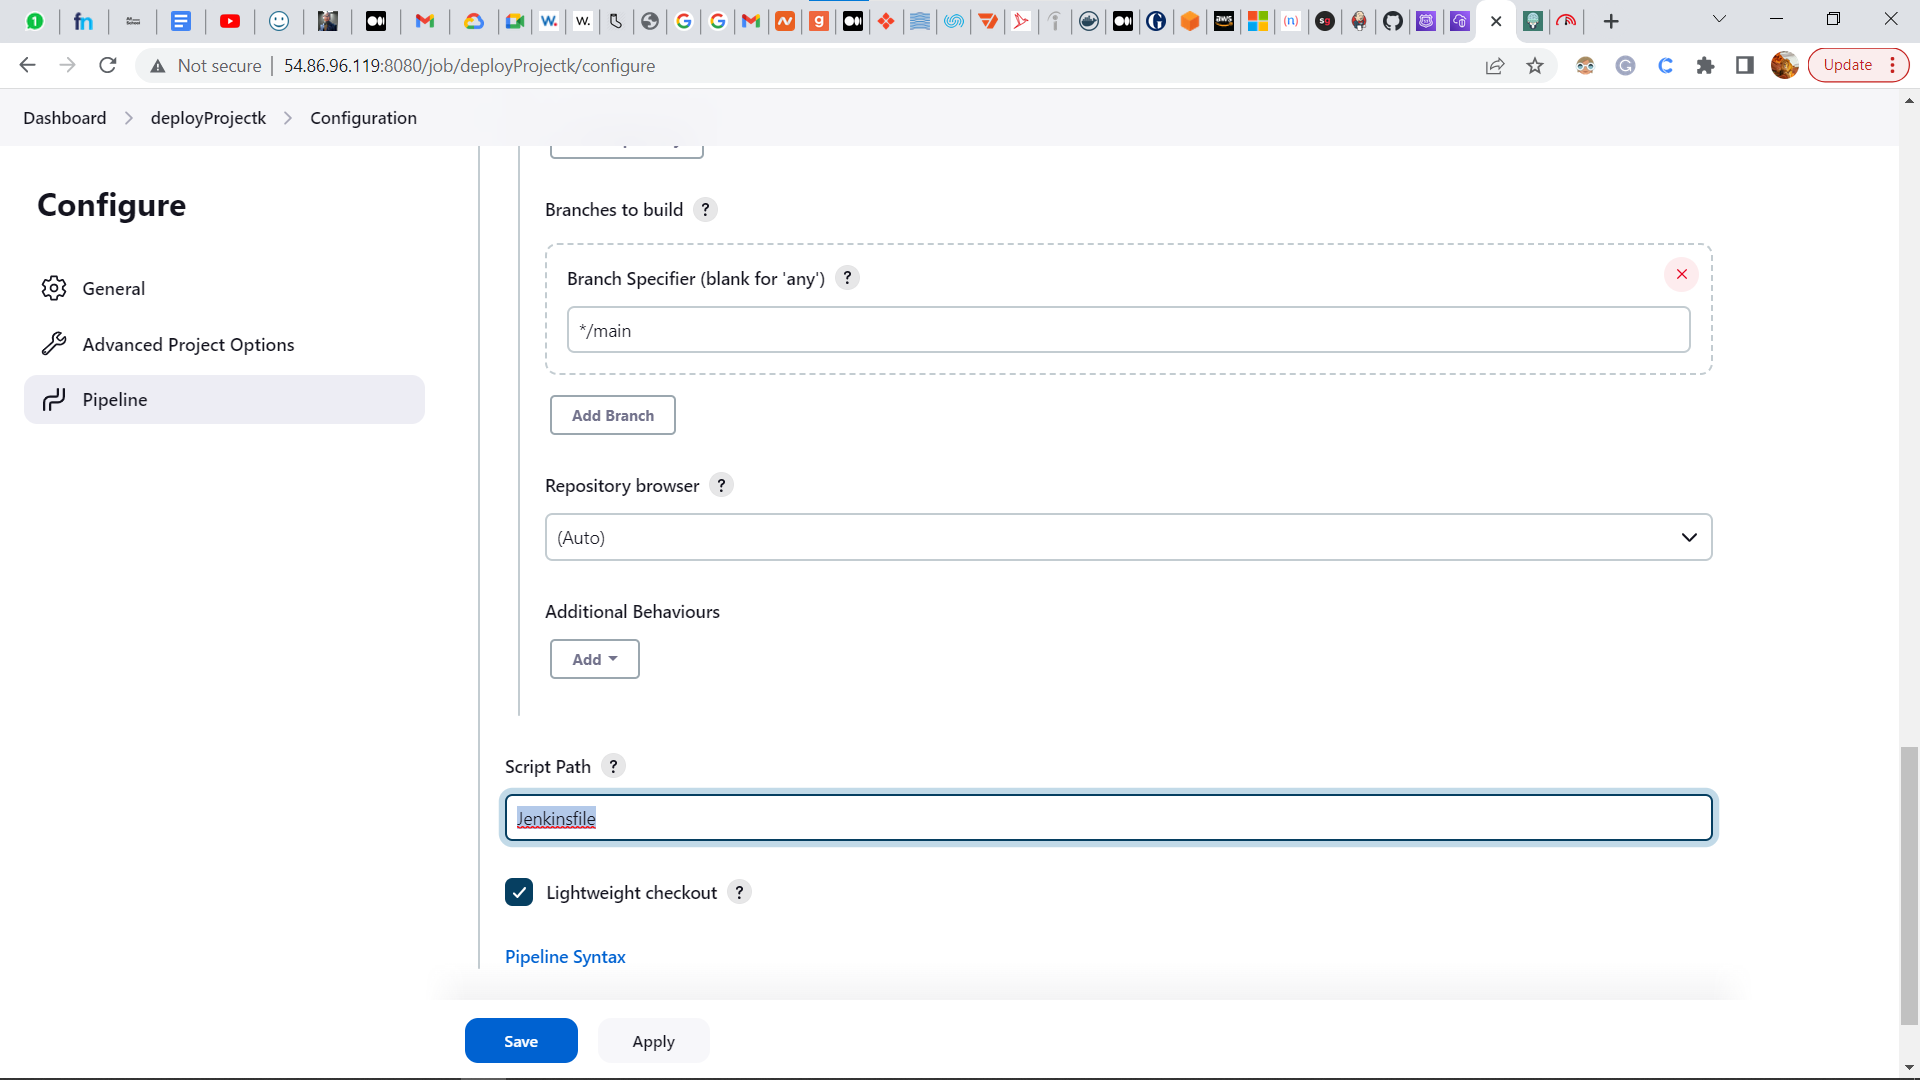 Not secure
54.86.96.119:8080/job/deployProjectk/configure
Update
Dashboard
deployProjectk
Configuration
Configure
General
Advanced Project Options
Pipeline
Branches to build ?
Branch Specifier (blank for 'any') ?
*/main
Add Branch
Repository browser ?
(Auto)
Additional Behaviours
Add
Script Path ?
Jenkinsfile
Lightweight checkout ?
Pipeline Syntax
Save
Apply